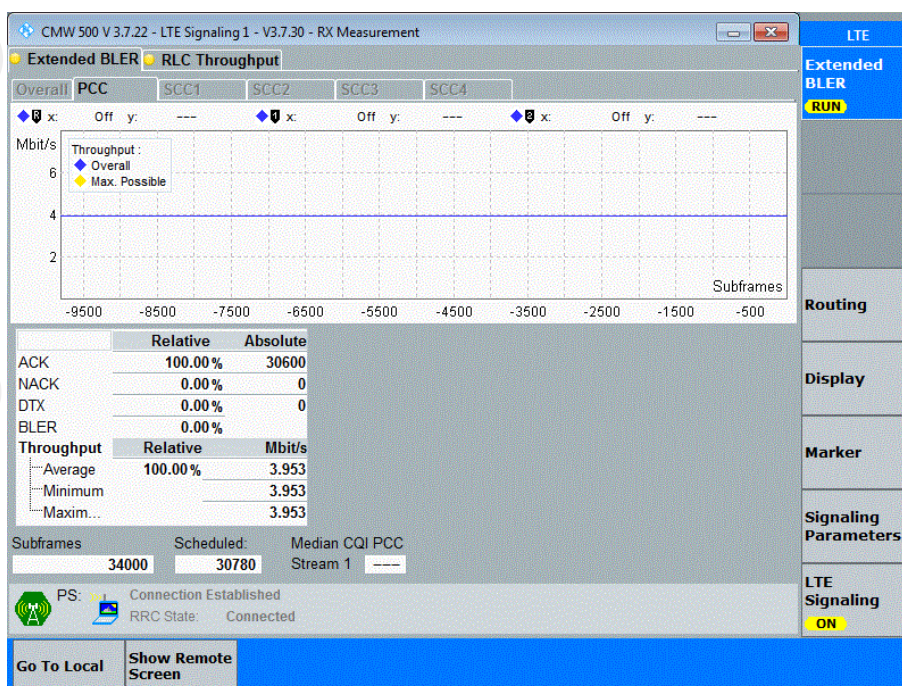 CMW 500 V 3.7.22 - LTE Signaling 1 - V3.7.30 - RX Measurement
LTE
Extended BLER RLC Throughput
Extended BLER
RUN
Overall PCC SCC1 SCC2 SCC3 SCC4
R x: Off y: --- 1 x: Off y: --- 2 x: Off y: ---
Mbit/s
Throughput :
Overall
Max. Possible
6
4
2
Subframes
-9500 -8500 -7500 -6500 -5500 -4500 -3500 -2500 -1500 -500
Relative Absolute
ACK 100.00 % 30600
NACK 0.00 % 0
DTX 0.00 % 0
BLER 0.00 %
Throughput Relative Mbit/s
Average 100.00 % 3.953
Minimum 3.953
Maxim... 3.953
Subframes Scheduled: Median CQI PCC
34000 30780 Stream 1 ---
PS: Connection Established
RRC State: Connected
Routing
Display
Marker
Signaling
Parameters
LTE
Signaling
ON
Go To Local
Show Remote
Screen